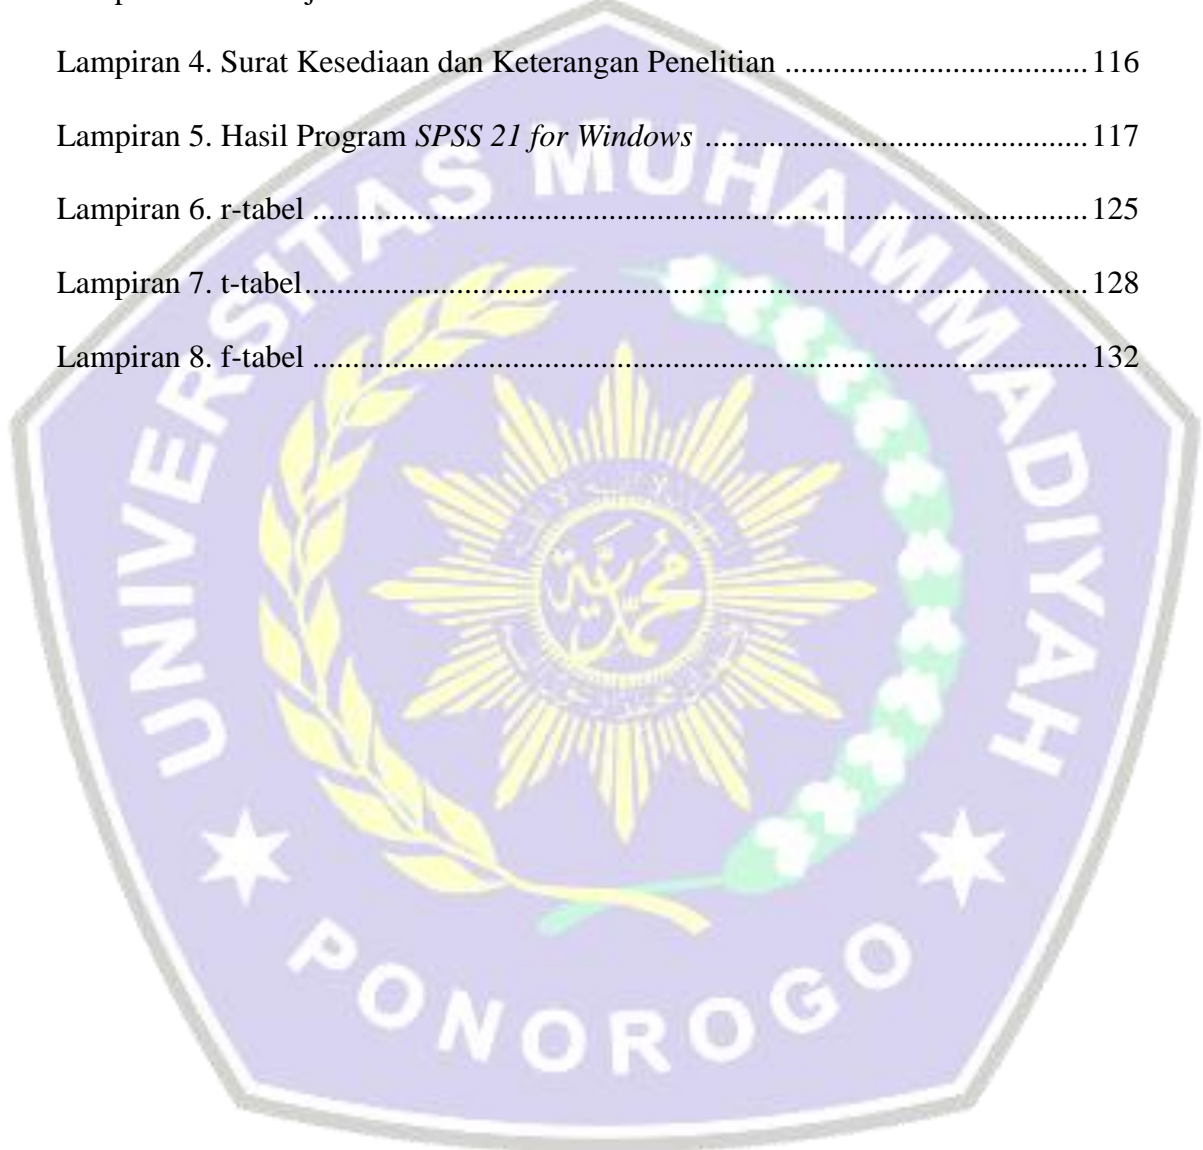 Lampiran 4. Surat Kesediaan dan Keterangan Penelitian ...................................... 116
Lampiran 5. Hasil Program SPSS 21 for Windows ................................................ 117
Lampiran 6. r-tabel ................................................................................................. 125
Lampiran 7. t-tabel.................................................................................................. 128
Lampiran 8. f-tabel ................................................................................................. 132
UNIVERSITAS MUHAMMADIYAH
PONOROGO